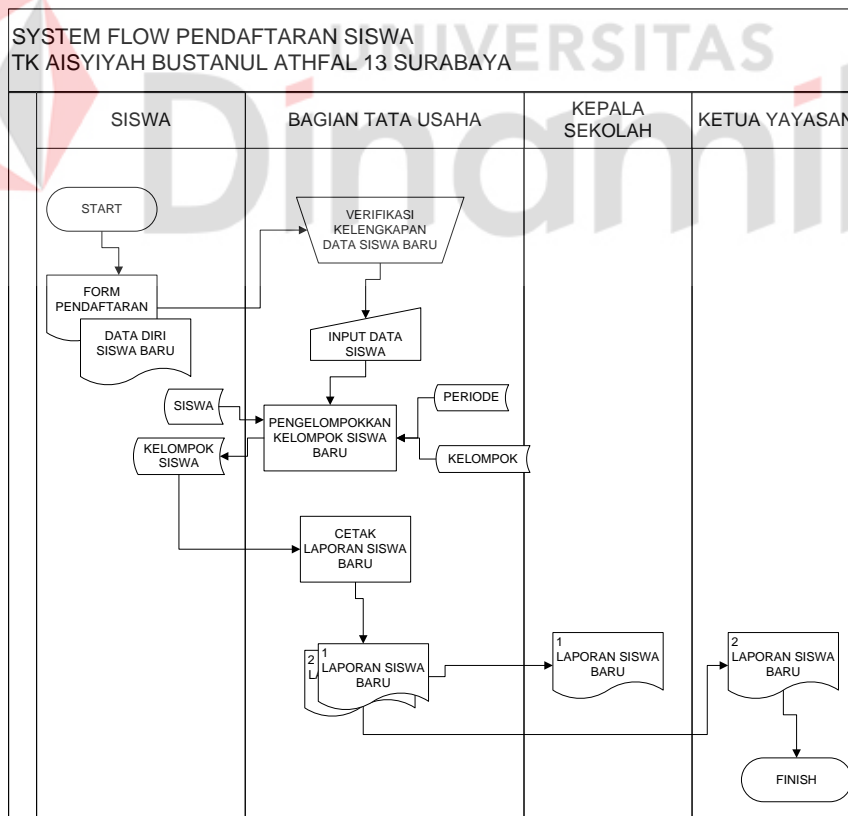 UNIVERSITAS
Dinamik
SYSTEM FLOW PENDAFTARAN SISWA
TK AISYIYAH BUSTANUL ATHFAL 13 SURABAYA
SISWA
BAGIAN TATA USAHA
KEPALA
SEKOLAH
KETUA YAYASAN
START
VERIFIKASI
KELENGKAPAN
DATA SISWA BARU
FORM
PENDAFTARAN
DATA DIRI
SISWA BARU
INPUT DATA
SISWA
SISWA
PERIODE
PENGELOMPOKKAN
KELOMPOK SISWA
BARU
KELOMPOK
SISWA
KELOMPOK
CETAK
LAPORAN SISWA
BARU
2
LA
1
LAPORAN SISWA
BARU
1
LAPORAN SISWA
BARU
2
LAPORAN SISWA
BARU
FINISH